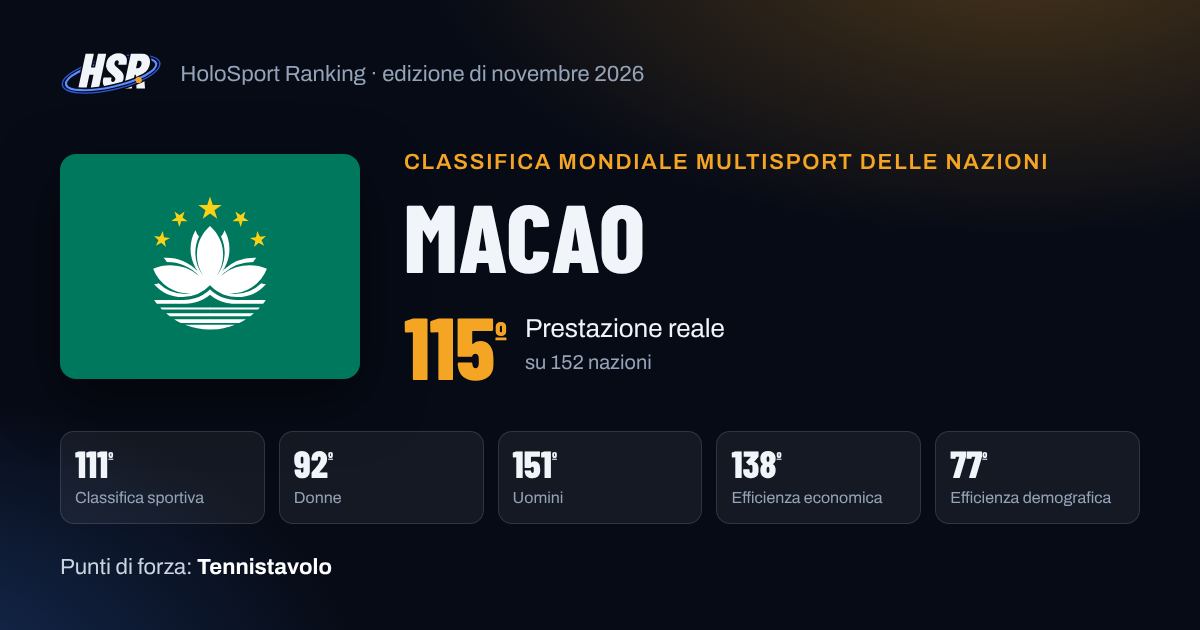 HSR
HoloSport Ranking · edizione di novembre 2026
CLASSIFICA MONDIALE MULTISPORT DELLE NAZIONI
MACAO
115º Prestazione reale
su 152 nazioni
111º
Classifica sportiva
92º
Donne
151º
Uomini
138º
Efficienza economica
77º
Efficienza demografica
Punti di forza: Tennistavolo